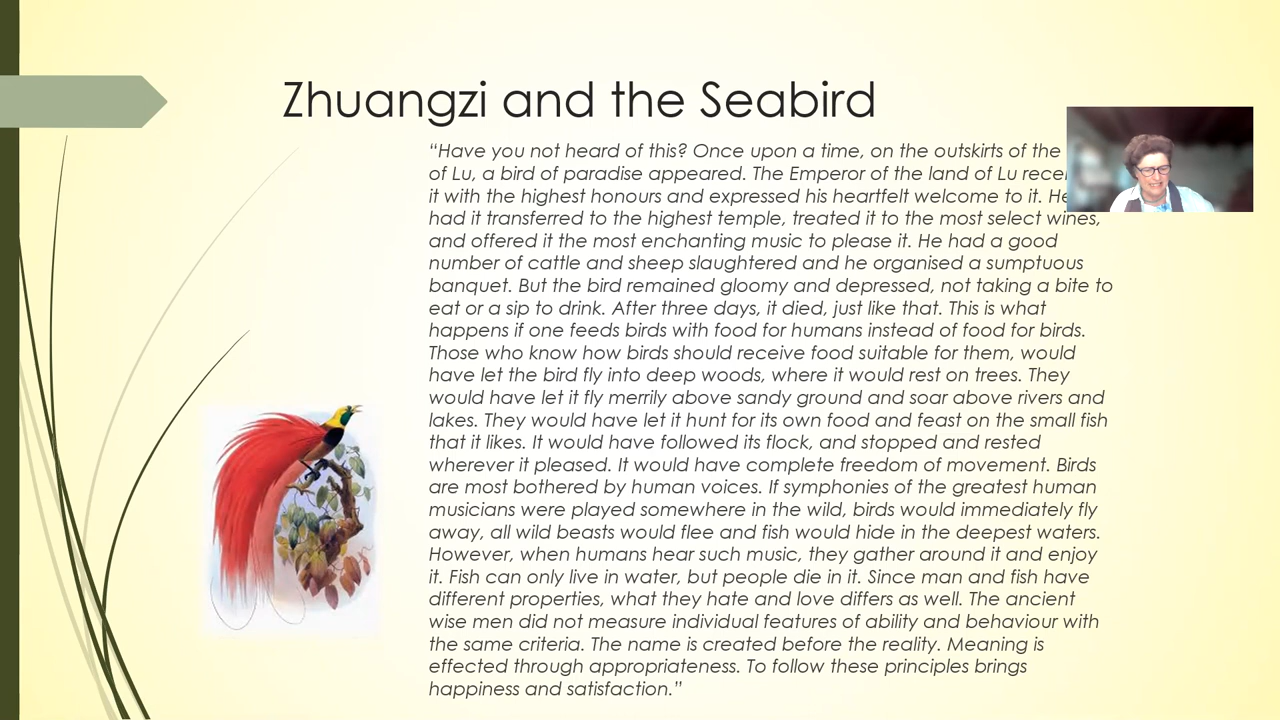 Zhuangzi and the Seabird
“Have you not heard of this? Once upon a time, on the outskirts of the
of Lu, a bird of paradise appeared. The Emperor of the land of Lu
it with the highest honours and expressed his heartfelt welcome to it. He
had it transferred to the highest temple, treated it to the most select wines,
and offered it the most enchanting music to please it. He had a good
number of cattle and sheep slaughtered and he organised a sumptuous
banquet. But the bird remained gloomy and depressed, not taking a bite to
eat or a sip to drink. After three days, it died, just like that. This is what
happens if one feeds birds with food for humans instead of food for birds.
Those who know how birds should receive food suitable for them, would
have let the bird fly into deep woods, where it would rest on trees. They
would have let it fly merrily above sandy ground and soar above rivers and
lakes. They would have let it hunt for its own food and feast on the small fish
that it likes. It would have followed its flock, and stopped and rested
wherever it pleased. It would have complete freedom of movement. Birds
are most bothered by human voices. If symphonies of the greatest human
musicians were played somewhere in the wild, birds would immediately fly
away, all wild beasts would flee and fish would hide in the deepest waters.
However, when humans hear such music, they gather around it and enjoy
it. Fish can only live in water, but people die in it. Since man and fish have
different properties, what they hate and love differs as well. The ancient
wise men did not measure individual features of ability and behaviour with
the same criteria. The name is created before the reality. Meaning is
effected through appropriateness. To follow these principles brings
happiness and satisfaction.”